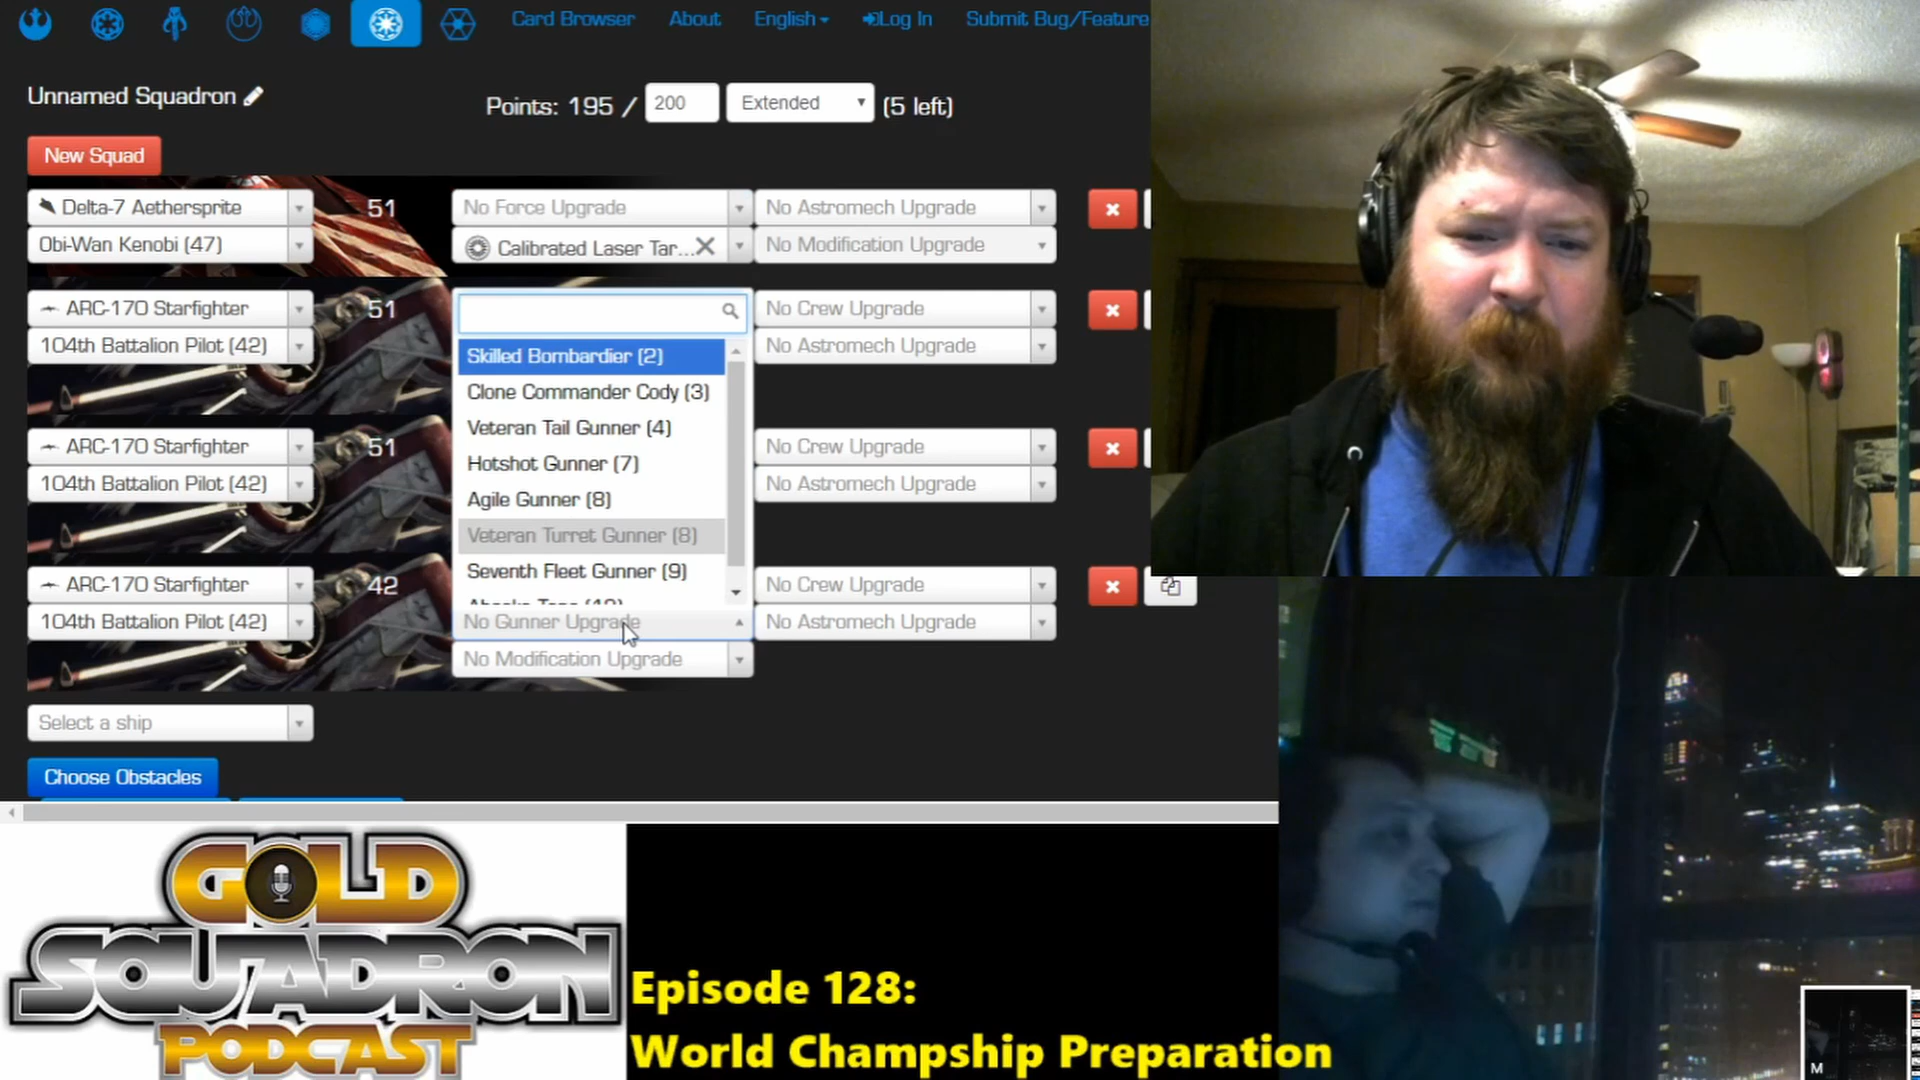 Card Browser About English Log In Submit Bug/Feature
Unnamed Squadron
Points: 195 / 200 Extended (5 left)
New Squad
Delta-7 Aethersprite 51 No Force Upgrade No Astromech Upgrade
Obi-Wan Kenobi (47) Calibrated Laser Tar... No Modification Upgrade
ARC-170 Starfighter 51 No Crew Upgrade
104th Battalion Pilot (42) No Astromech Upgrade
Skilled Bombardier (2)
Clone Commander Cody (3)
Veteran Tail Gunner (4)
ARC-170 Starfighter 51 No Crew Upgrade
Hotshot Gunner (7)
104th Battalion Pilot (42) No Astromech Upgrade
Agile Gunner (8)
Veteran Turret Gunner (8)
Seventh Fleet Gunner (9)
ARC-170 Starfighter 42 No Crew Upgrade
104th Battalion Pilot (42) No Gunner Upgrade No Astromech Upgrade
No Modification Upgrade
Select a ship
Choose Obstacles
GOLD
SQUADRON
PODCAST
Episode 128:
World Champship Preparation
M